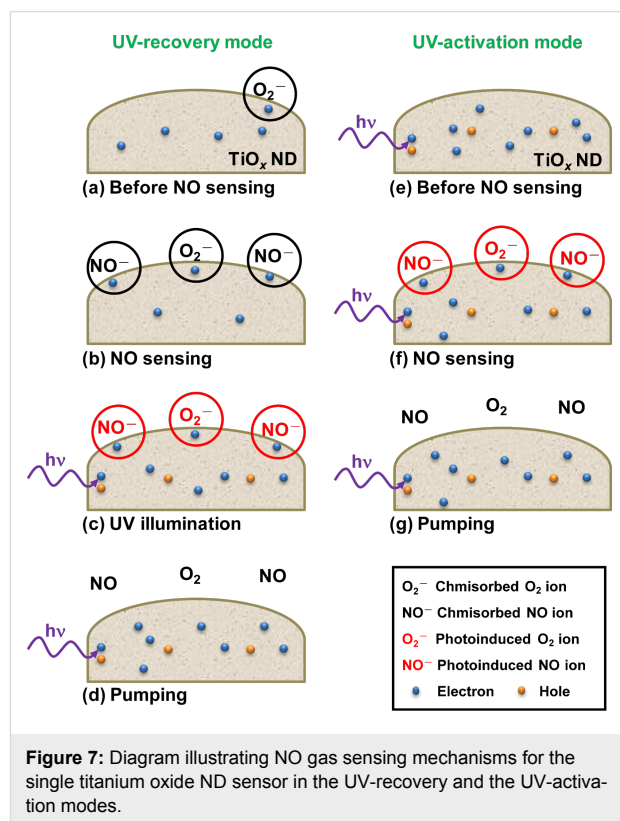 UV-recovery mode
UV-activation mode
O₂⁻
TiOₓ ND
(a) Before NO sensing
hν
TiOₓ ND
(e) Before NO sensing
NO⁻ O₂⁻ NO⁻
(b) NO sensing
NO⁻ O₂⁻ NO⁻
hν
(f) NO sensing
NO⁻ O₂⁻ NO⁻
hν
(c) UV illumination
NO O₂ NO
hν
(g) Pumping
NO O₂ NO
hν
(d) Pumping
O₂⁻ Chmisorbed O₂ ion
NO⁻ Chmisorbed NO ion
O₂⁻ Photoinduced O₂ ion
NO⁻ Photoinduced NO ion
Electron Hole
Figure 7: Diagram illustrating NO gas sensing mechanisms for the
single titanium oxide ND sensor in the UV-recovery and the UV-activa-
tion modes.